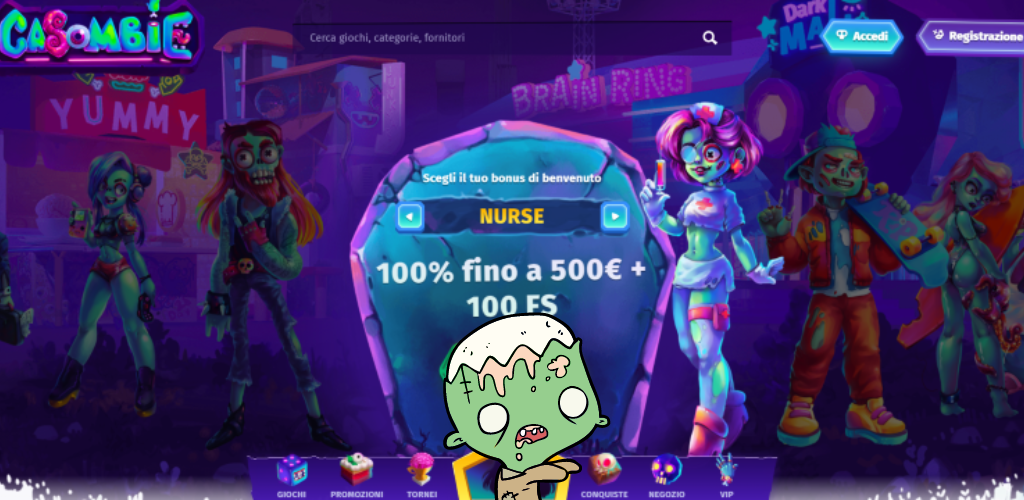 CASOMBIE
Cerca giochi, categorie, fornitori
Dark
MA
Accedi
Registrazione
YUMMY
BRAIN RING
Scegli il tuo bonus di benvenuto
NURSE
100% fino a 500€ +
100 FS
GIOCHI
PROMOZIONI
TORNEI
CONQUISTE
NEGOZIO
VIP